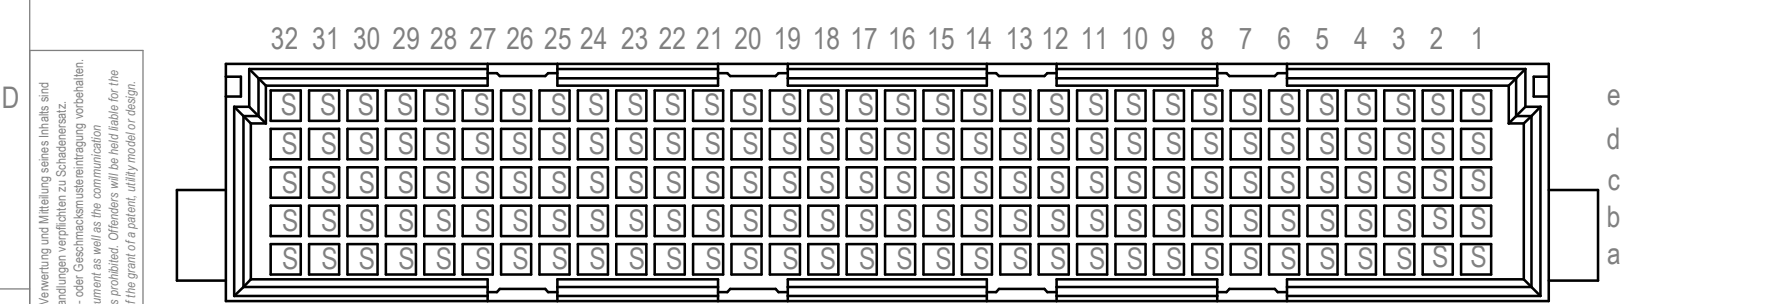 32 31 30 29 28 27 26 25 24 23 22 21 20 19 18 17 16 15 14 13 12 11 10 9 8 7 6 5 4 3 2 1
D
S S S S S S S S S S S S S S S S S S S S S S S S S S S S S S S S e
S S S S S S S S S S S S S S S S S S S S S S S S S S S S S S S S d
S S S S S S S S S S S S S S S S S S S S S S S S S S S S S S S S c
S S S S S S S S S S S S S S S S S S S S S S S S S S S S S S S S b
S S S S S S S S S S S S S S S S S S S S S S S S S S S S S S S S a
Verwertung und Mitteilung seines Inhalts sind
andlungen verpflichten zu Schadenersatz.
- oder Geschmacksmustereintragung vorbehalten.
ument as well as the communication
s prohibited. Offenders will be held liable for the
f the grant of a patent, utility model or design.